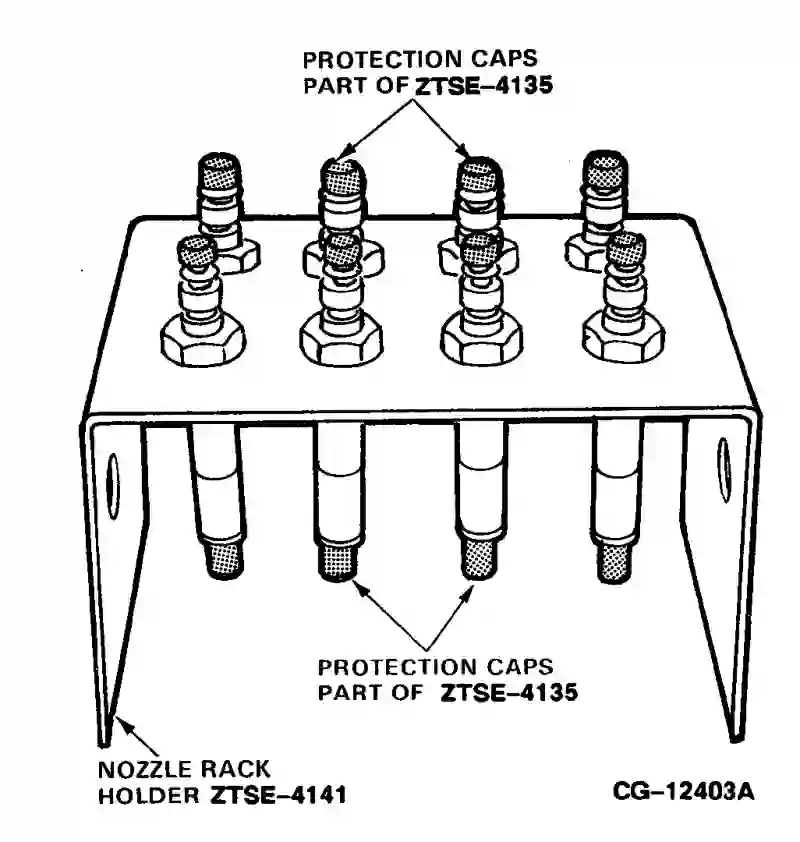 PROTECTION CAPS
PART OF ZTSE–4135
PROTECTION CAPS
PART OF ZTSE–4135
NOZZLE RACK
HOLDER ZTSE–4141
CG–12403A